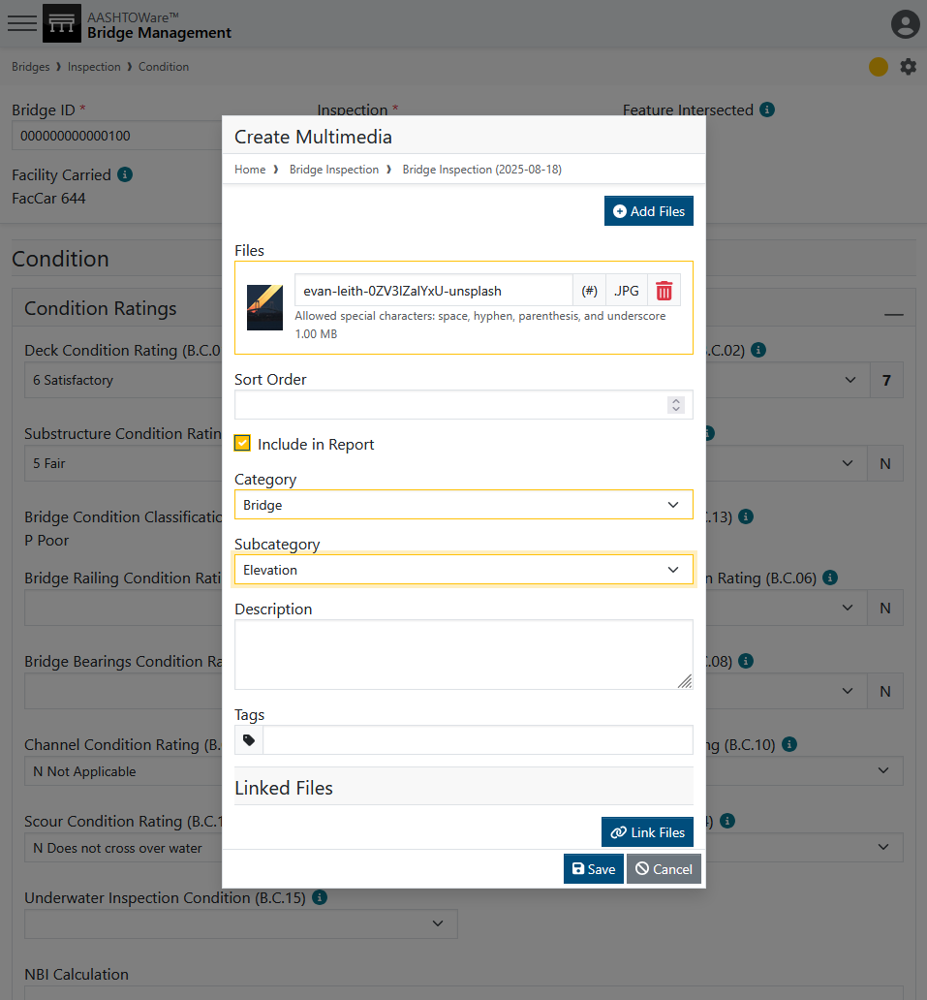 AASHTOWare™
Bridge Management
Bridges ❯ Inspection ❯ Condition
Bridge ID *
Inspection *
Feature Intersected
000000000000100
Facility Carried
FacCar 644
Condition
Condition Ratings
Deck Condition Rating (B.C.0
.C.02)
6 Satisfactory
7
Substructure Condition Ratin
5 Fair
N
Bridge Condition Classificatio
.13)
P Poor
Bridge Railing Condition Rati
n Rating (B.C.06)
N
Bridge Bearings Condition Ra
.08)
N
Channel Condition Rating (B.
ng (B.C.10)
N Not Applicable
Scour Condition Rating (B.C.1
N Does not cross over water
Underwater Inspection Condition (B.C.15)
NBI Calculation
Create Multimedia
Home ❯ Bridge Inspection ❯ Bridge Inspection (2025-08-18)
Add Files
Files
evan-leith-0ZV3IZaIYxU-unsplash
(#)
.JPG
Allowed special characters: space, hyphen, parenthesis, and underscore
1.00 MB
Sort Order
Include in Report
Category
Bridge
Subcategory
Elevation
Description
Tags
Linked Files
Link Files
Save
Cancel